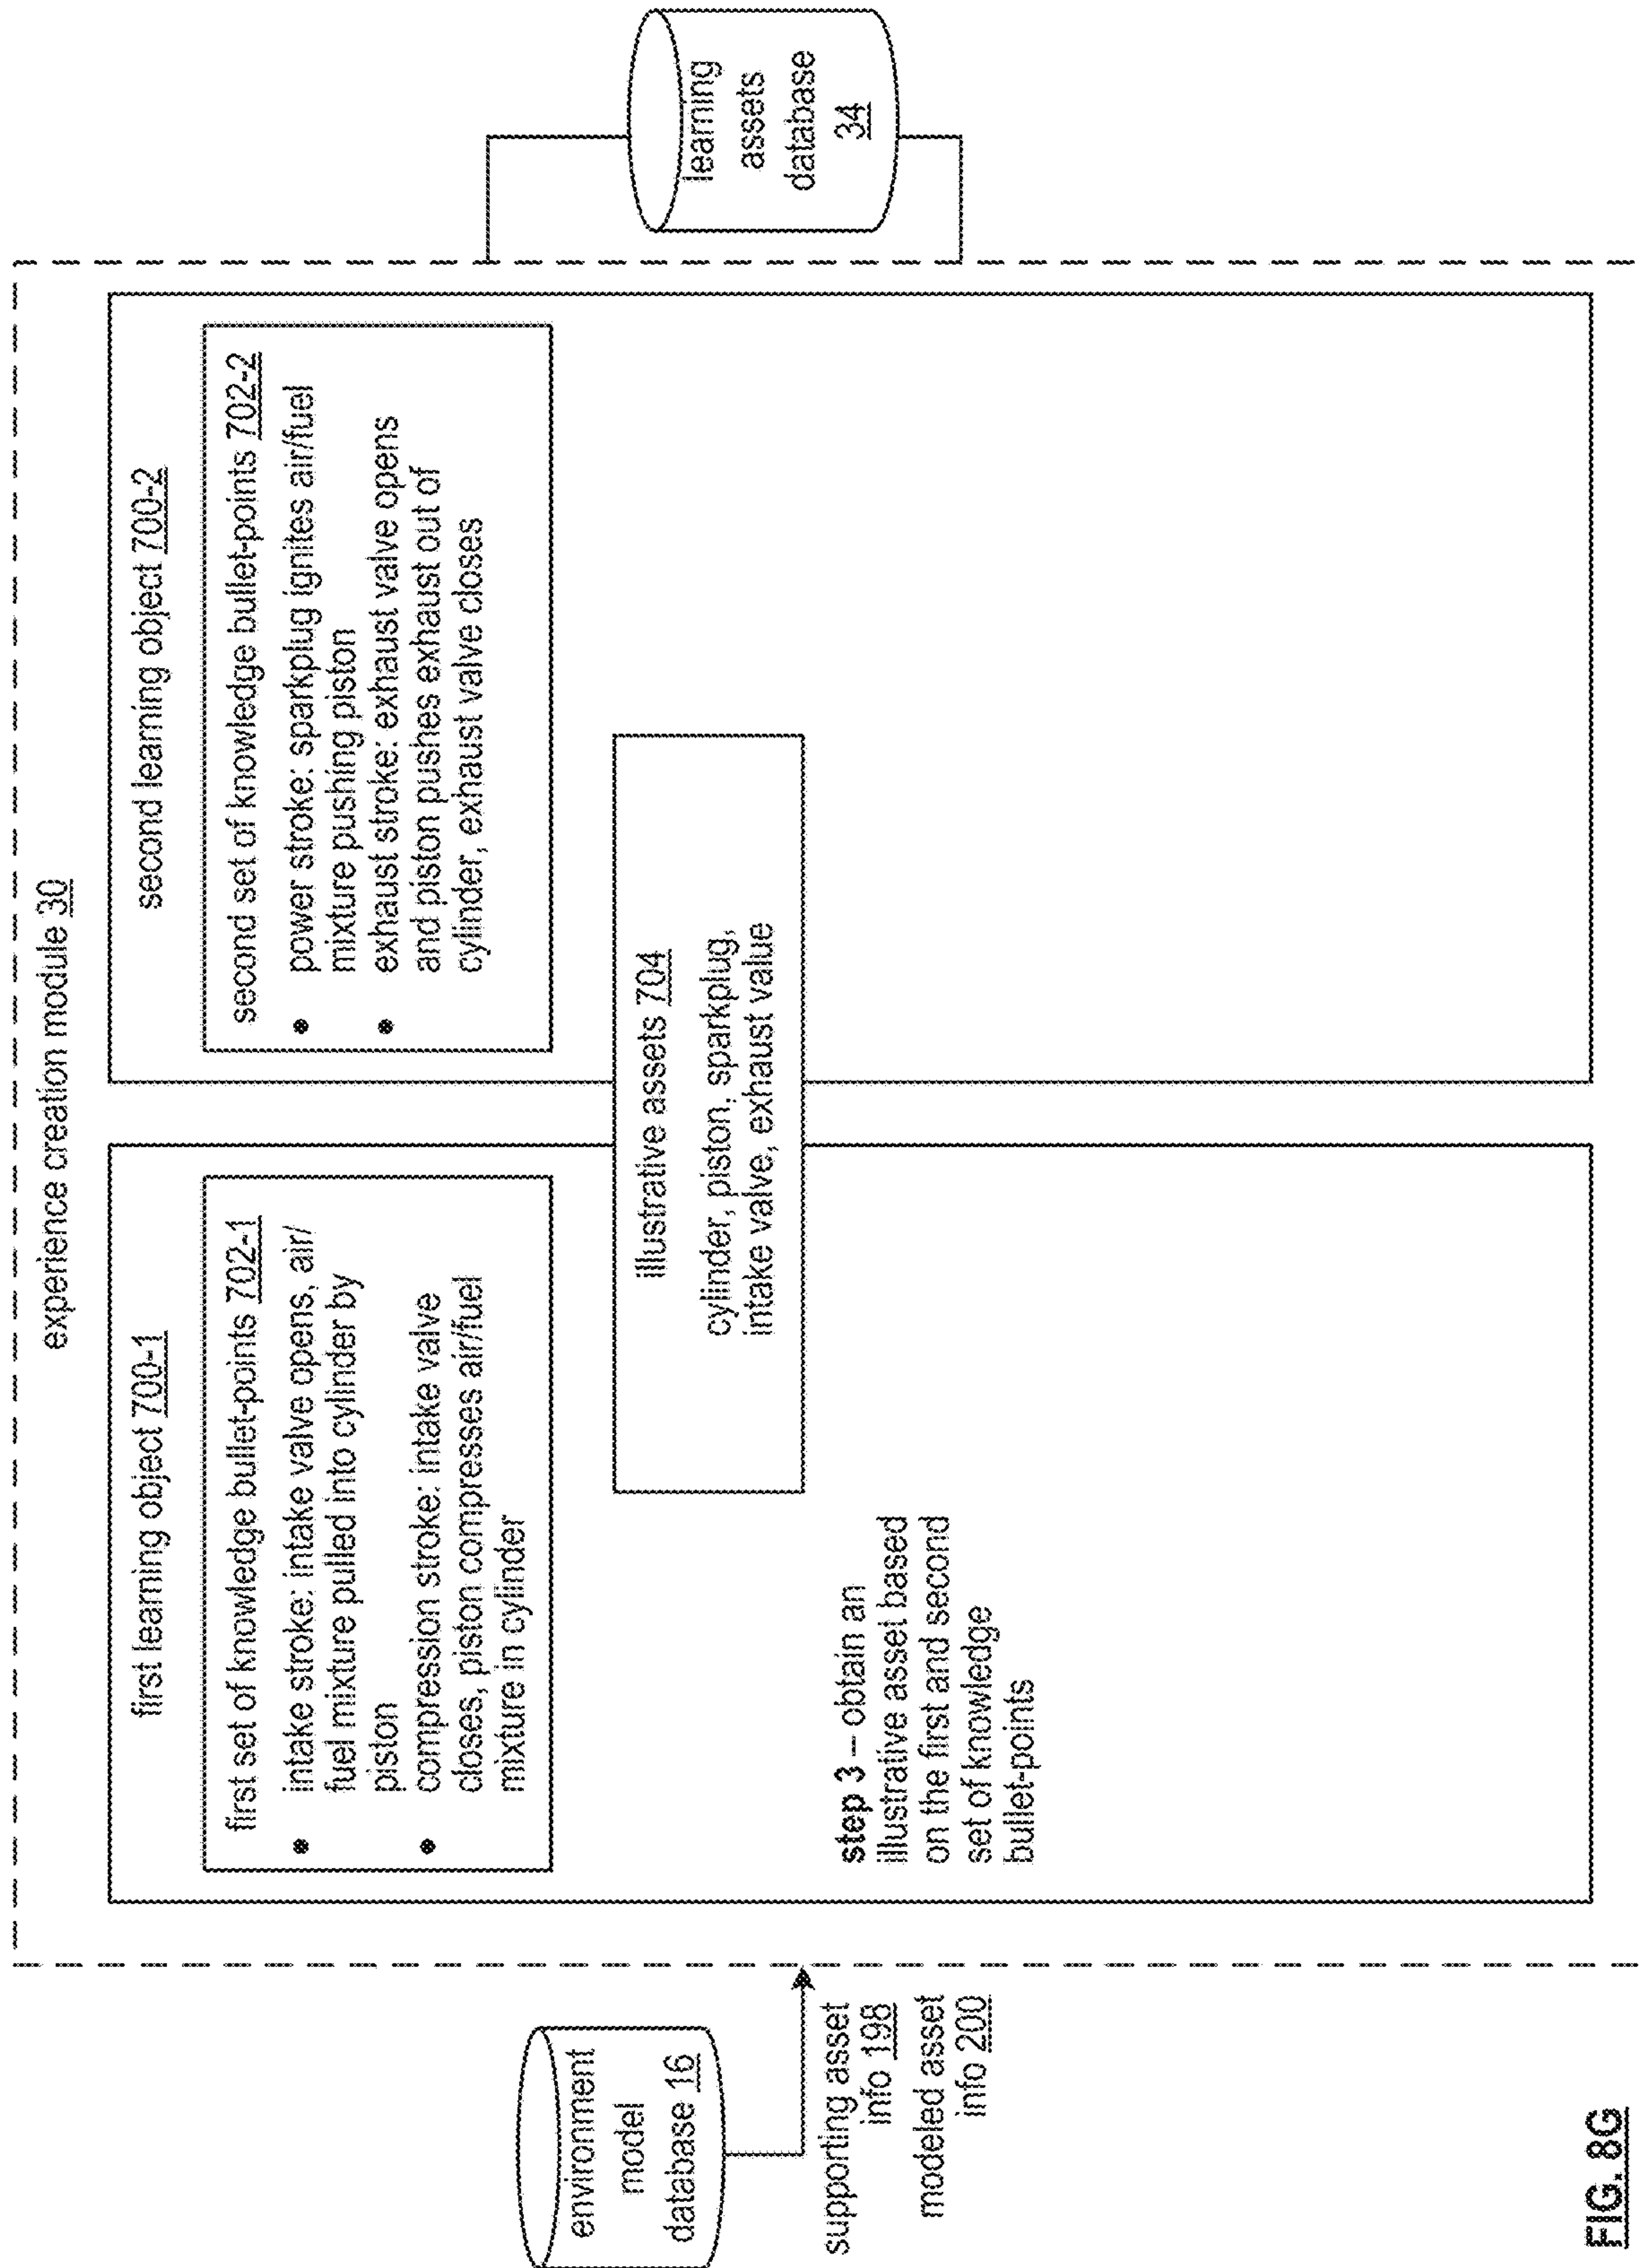 experience creation module 30
first learning object 700-1
first set of knowledge bullet-points 702-1
• intake stroke: intake valve opens, air/
fuel mixture pulled into cylinder by
piston
• compression stroke: intake valve
closes, piston compresses air/fuel
mixture in cylinder
second learning object 700-2
second set of knowledge bullet-points 702-2
• power stroke: sparkplug ignites air/fuel
mixture pushing piston
• exhaust stroke: exhaust valve opens
and piston pushes exhaust out of
cylinder, exhaust valve closes
illustrative assets 704
cylinder, piston, sparkplug,
intake valve, exhaust value
step 3 – obtain an
illustrative asset based
on the first and second
set of knowledge
bullet-points
environment
model
database 16
supporting asset
info 198
modeled asset
info 200
learning
assets
database
34
FIG. 8G